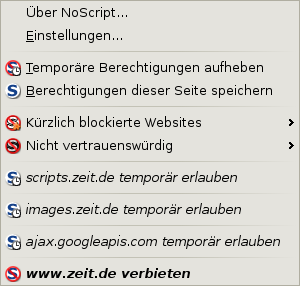 Über NoScript...
Einstellungen...
Temporäre Berechtigungen aufheben
Berechtigungen dieser Seite speichern
Kürzlich blockierte Websites
Nicht vertrauenswürdig
scripts.zeit.de temporär erlauben
images.zeit.de temporär erlauben
ajax.googleapis.com temporär erlauben
www.zeit.de verbieten